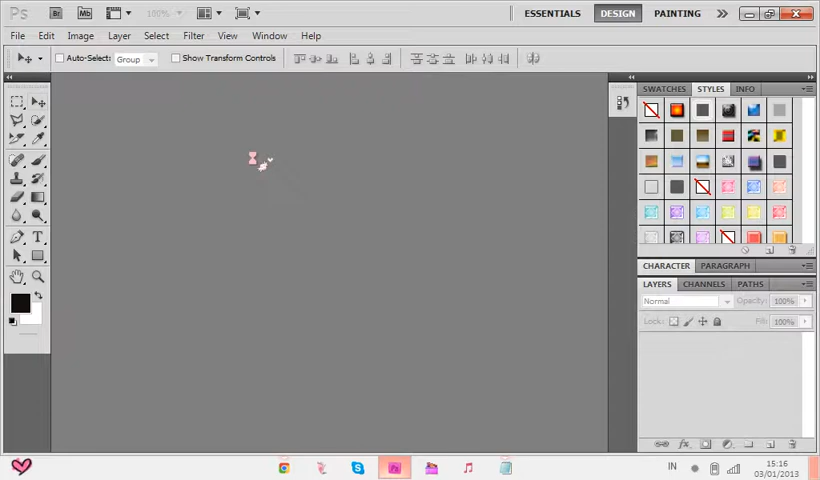 Ps Br Mb 100% ESSENTIALS DESIGN PAINTING
File Edit Image Layer Select Filter View Window Help
Auto-Select: Group Show Transform Controls
SWATCHES STYLES INFO
CHARACTER PARAGRAPH
LAYERS CHANNELS PATHS
Normal Opacity: 100%
Lock: Fill: 100%
IN 15:16
03/01/2013